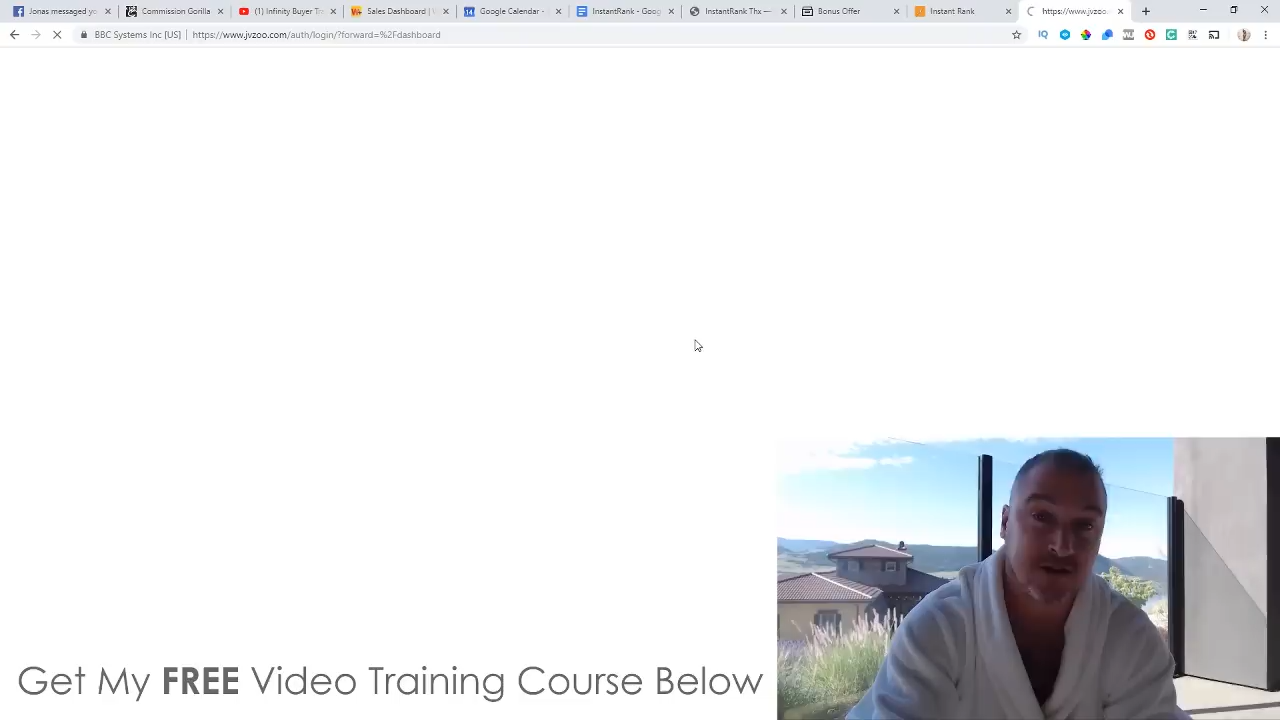 Jonas messaged yo
Commission Gorilla
(1) Infinity Buyer Tr
Sales Dashboard |
Google Calendar -
InstantRank - Goog
InstantRank Thx —
Bonus Offer
Instant Rank
https://www.jvzoo.
BBC Systems Inc [US] | https://www.jvzoo.com/auth/login/?forward=%2Fdashboard
Get My FREE Video Training Course Below